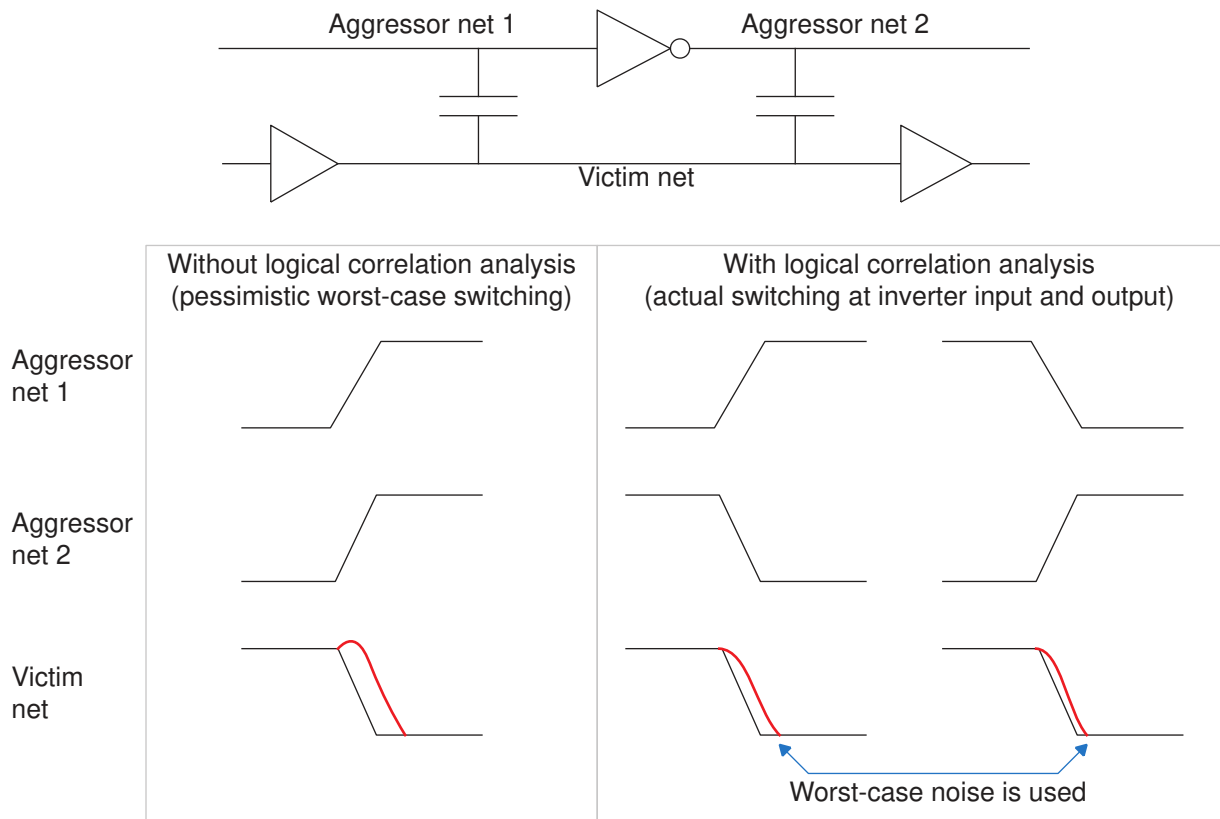 Aggressor net 1
Aggressor net 2
Victim net
Without logical correlation analysis
(pessimistic worst-case switching)
With logical correlation analysis
(actual switching at inverter input and output)
Aggressor
net 1
Aggressor
net 2
Victim
net
Worst-case noise is used